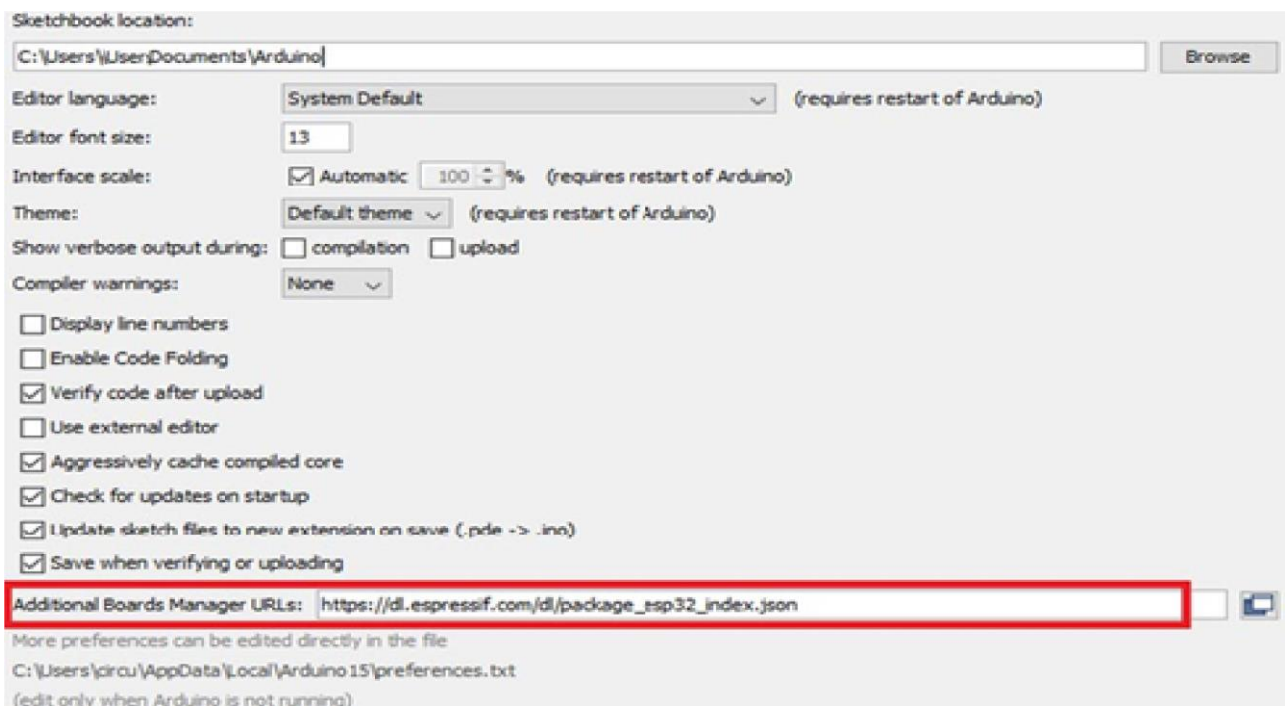 Sketchbook location:
C:\Users\jUserDocuments\Arduino Browse
Editor language: System Default (requires restart of Arduino)
Editor font size: 13
Interface scale: Automatic 100 % (requires restart of Arduino)
Theme: Default theme (requires restart of Arduino)
Show verbose output during: compilation upload
Compiler warnings: None
Display line numbers
Enable Code Folding
Verify code after upload
Use external editor
Aggressively cache compiled core
Check for updates on startup
Update sketch files to new extension on save (.pde -> .ino)
Save when verifying or uploading
Additional Boards Manager URLs: https://dl.espressif.com/dl/package_esp32_index.json
More preferences can be edited directly in the file
C:\Users\circu\AppData\Local\Arduino15\preferences.txt
(edit only when Arduino is not running)